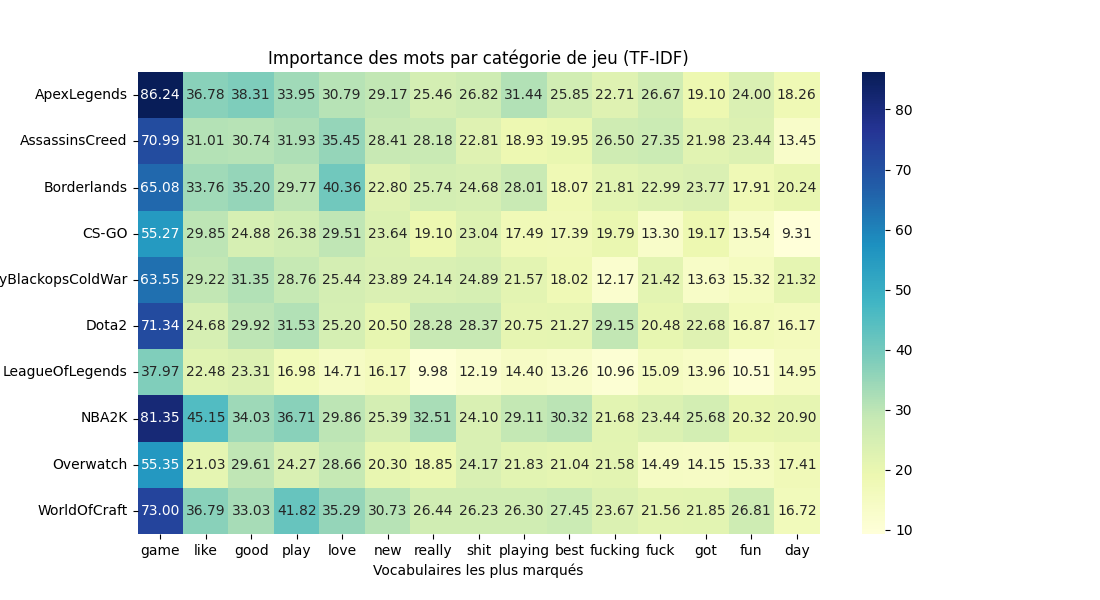 Importance des mots par catégorie de jeu (TF-IDF)
ApexLegends 86.24 36.78 38.31 33.95 30.79 29.17 25.46 26.82 31.44 25.85 22.71 26.67 19.10 24.00 18.26
AssassinsCreed 70.99 31.01 30.74 31.93 35.45 28.41 28.18 22.81 18.93 19.95 26.50 27.35 21.98 23.44 13.45
Borderlands 65.08 33.76 35.20 29.77 40.36 22.80 25.74 24.68 28.01 18.07 21.81 22.99 23.77 17.91 20.24
CS-GO 55.27 29.85 24.88 26.38 29.51 23.64 19.10 23.04 17.49 17.39 19.79 13.30 19.17 13.54 9.31
yBlackopsColdWar 63.55 29.22 31.35 28.76 25.44 23.89 24.14 24.89 21.57 18.02 12.17 21.42 13.63 15.32 21.32
Dota2 71.34 24.68 29.92 31.53 25.20 20.50 28.28 28.37 20.75 21.27 29.15 20.48 22.68 16.87 16.17
LeagueOfLegends 37.97 22.48 23.31 16.98 14.71 16.17 9.98 12.19 14.40 13.26 10.96 15.09 13.96 10.51 14.95
NBA2K 81.35 45.15 34.03 36.71 29.86 25.39 32.51 24.10 29.11 30.32 21.68 23.44 25.68 20.32 20.90
Overwatch 55.35 21.03 29.61 24.27 28.66 20.30 18.85 24.17 21.83 21.04 21.58 14.49 14.15 15.33 17.41
WorldOfCraft 73.00 36.79 33.03 41.82 35.29 30.73 26.44 26.23 26.30 27.45 23.67 21.56 21.85 26.81 16.72
game like good play love new really shit playing best fucking fuck got fun day
Vocabulaires les plus marqués
80
70
60
50
40
30
20
10